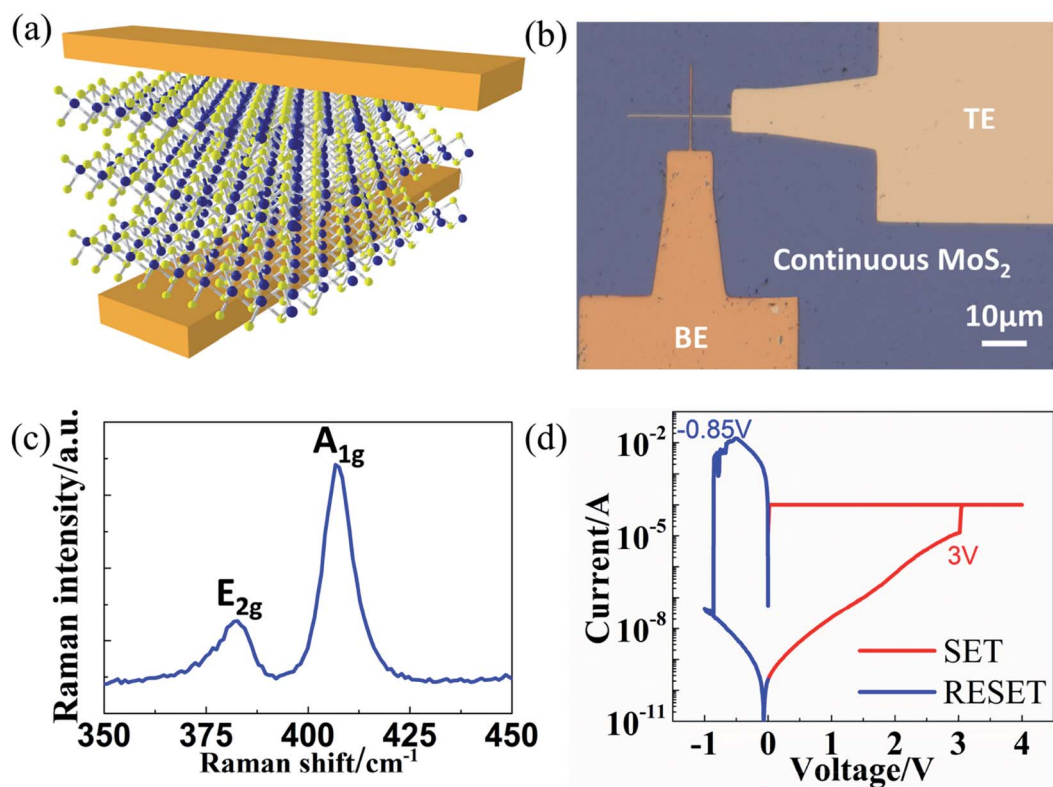 (a)
(b)
TE
Continuous MoS₂
BE
10μm
(c)
Raman intensity/a.u.
E₂g
A₁g
350 375 400 425 450
Raman shift/cm⁻¹
(d)
Current/A
10⁻²
10⁻⁵
10⁻⁸
10⁻¹¹
-0.85V
3V
SET
RESET
-1 0 1 2 3 4
Voltage/V